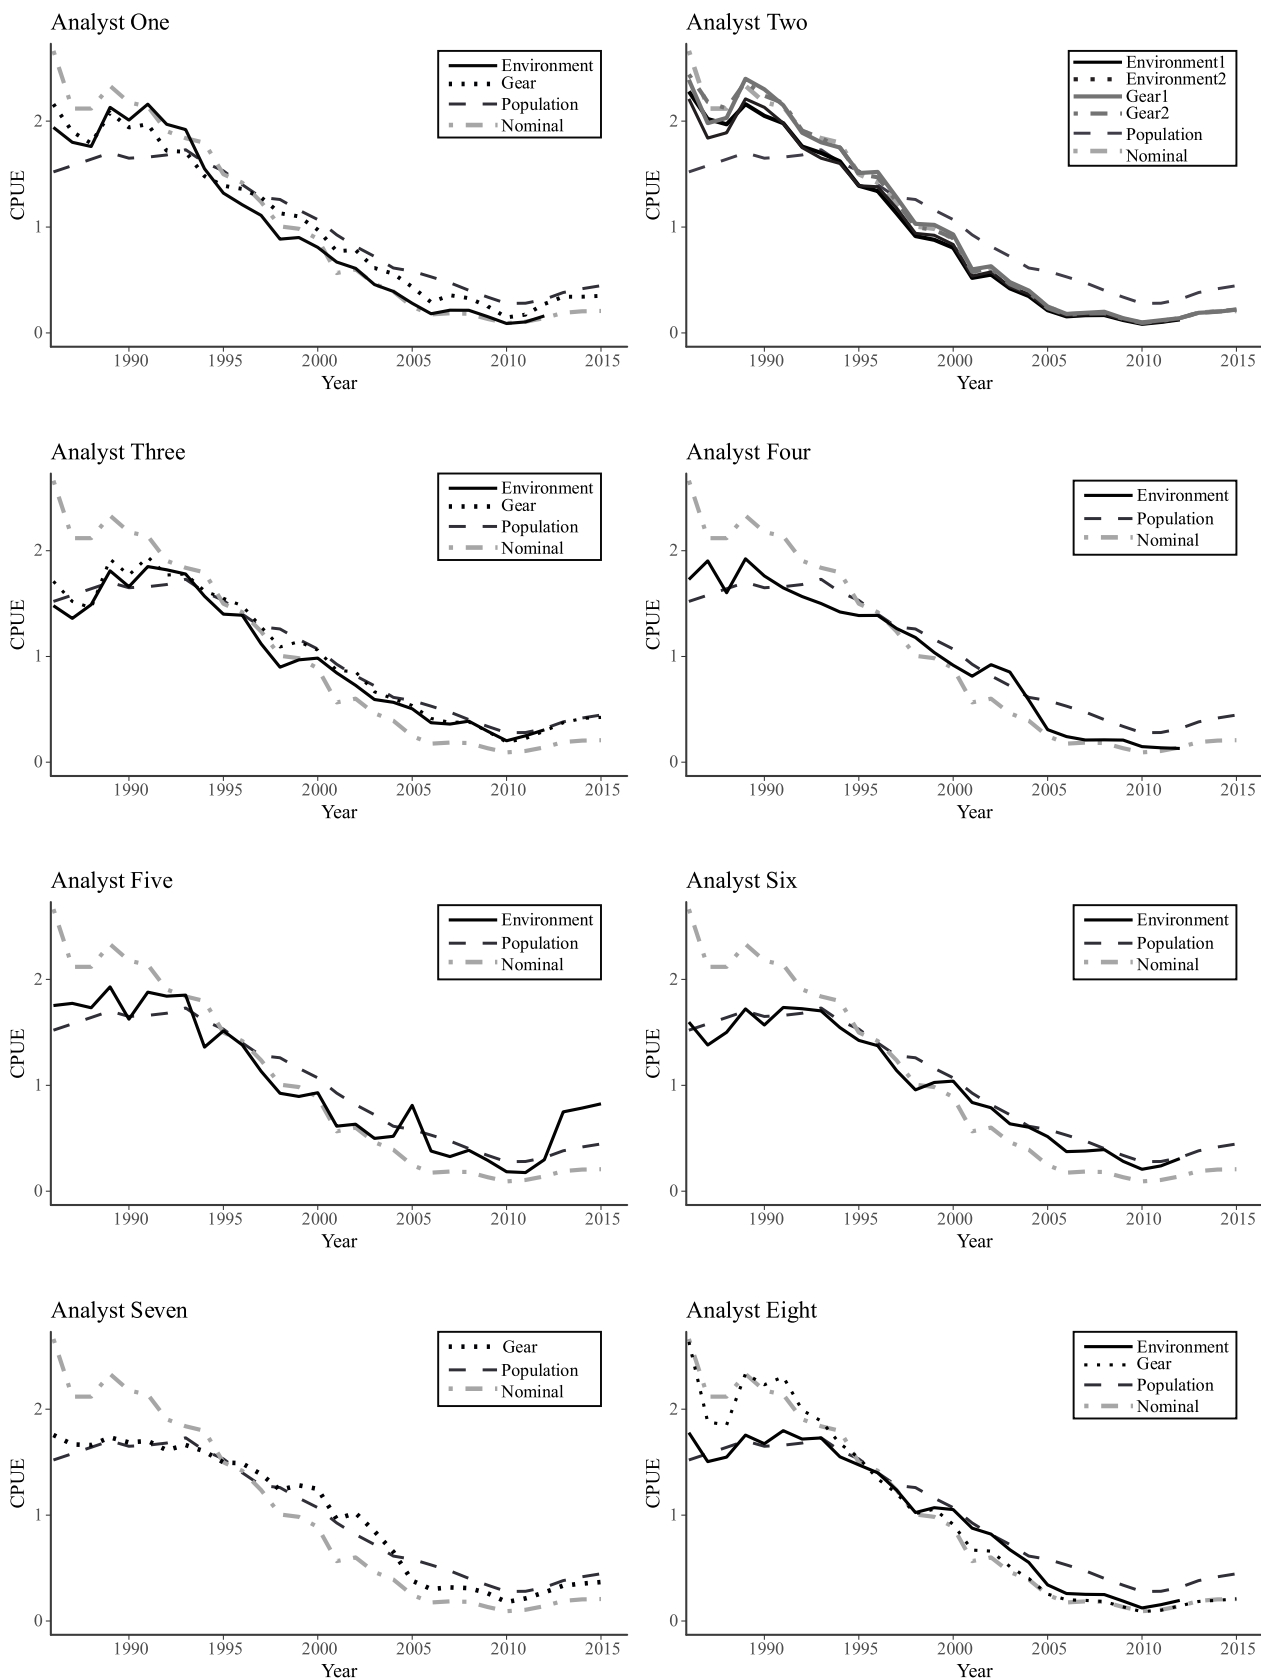 Analyst One
Environment
Gear
Population
Nominal
2
1
0
CPUE
1990 1995 2000 2005 2010 2015
Year
Analyst Two
Environment1
Environment2
Gear1
Gear2
Population
Nominal
2
1
0
CPUE
1990 1995 2000 2005 2010 2015
Year
Analyst Three
Environment
Gear
Population
Nominal
2
1
0
CPUE
1990 1995 2000 2005 2010 2015
Year
Analyst Four
Environment
Population
Nominal
2
1
0
CPUE
1990 1995 2000 2005 2010 2015
Year
Analyst Five
Environment
Population
Nominal
2
1
0
CPUE
1990 1995 2000 2005 2010 2015
Year
Analyst Six
Environment
Population
Nominal
2
1
0
CPUE
1990 1995 2000 2005 2010 2015
Year
Analyst Seven
Gear
Population
Nominal
2
1
0
CPUE
1990 1995 2000 2005 2010 2015
Year
Analyst Eight
Environment
Gear
Population
Nominal
2
1
0
CPUE
1990 1995 2000 2005 2010 2015
Year